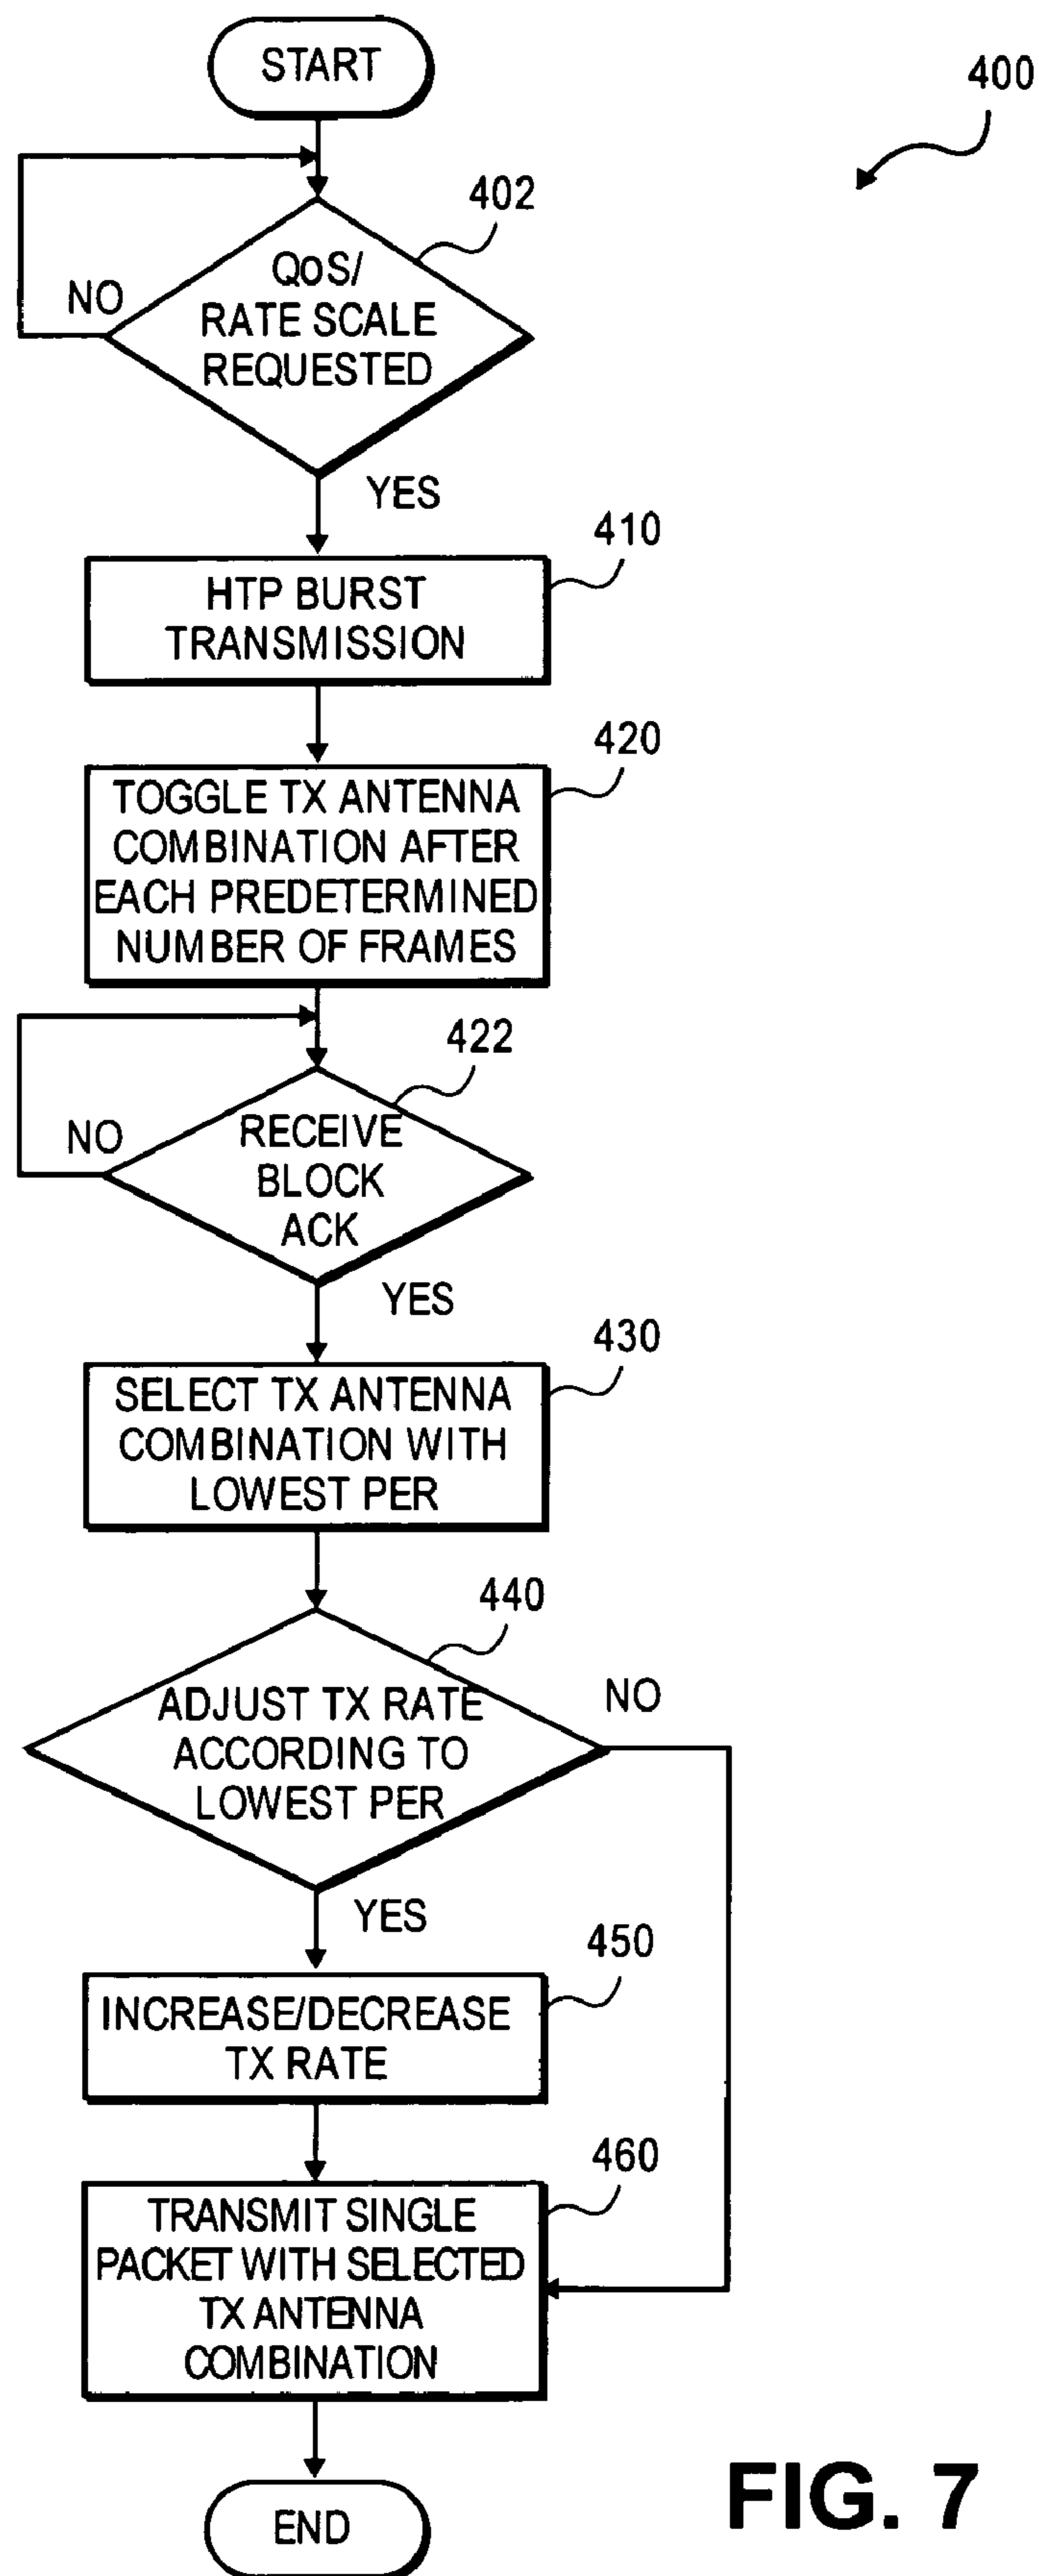 START
400
402
QoS/
RATE SCALE
REQUESTED
NO
YES
410
HTP BURST
TRANSMISSION
420
TOGGLE TX ANTENNA
COMBINATION AFTER
EACH PREDETERMINED
NUMBER OF FRAMES
422
RECEIVE
BLOCK
ACK
NO
YES
430
SELECT TX ANTENNA
COMBINATION WITH
LOWEST PER
440
ADJUST TX RATE
ACCORDING TO
LOWEST PER
NO
YES
450
INCREASE/DECREASE
TX RATE
460
TRANSMIT SINGLE
PACKET WITH SELECTED
TX ANTENNA
COMBINATION
END
FIG. 7